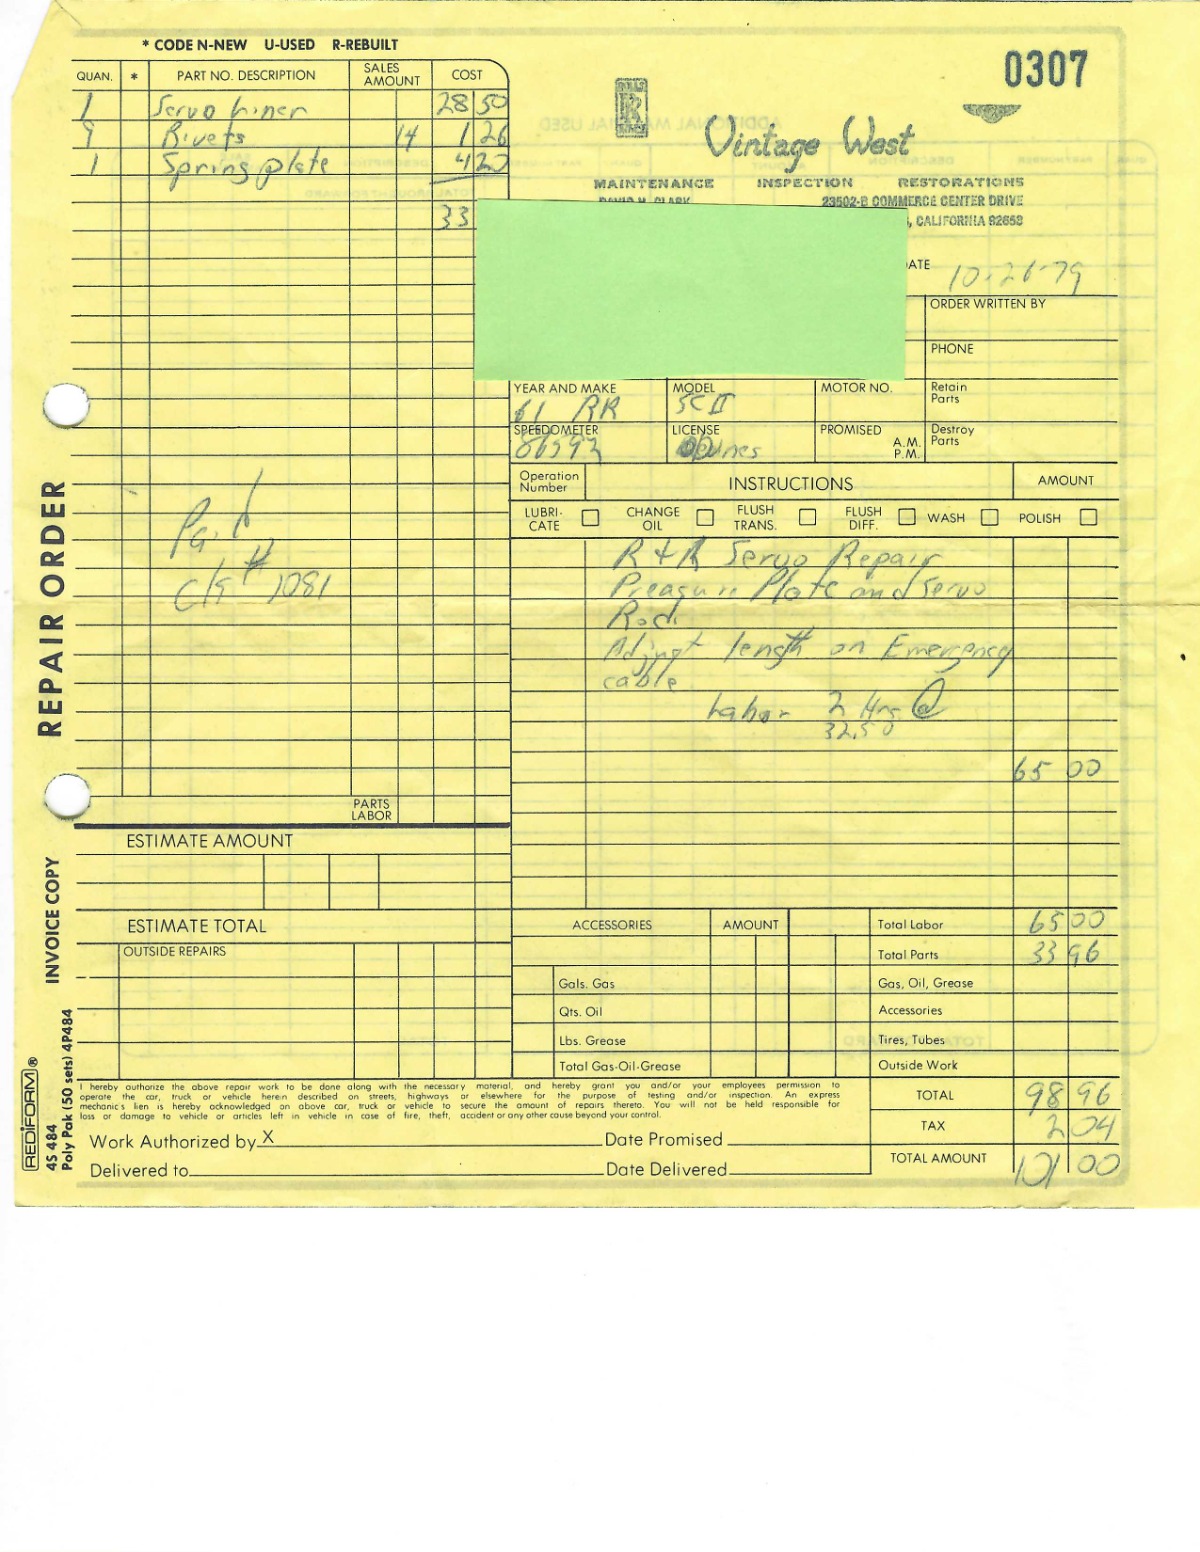 * CODE N-NEW U-USED R-REBUILT
QUAN. * PART NO. DESCRIPTION SALES AMOUNT COST
1 Servo Liner 28 50
9 Rivets 14 1 26
1 Spring plate 4 20
33
0307
Vintage West
MAINTENANCE INSPECTION RESTORATIONS
DAVID H. CLARK 23502-B COMMERCE CENTER DRIVE
, CALIFORNIA 92653
DATE 10-26-79
ORDER WRITTEN BY
PHONE
YEAR AND MAKE MODEL MOTOR NO. Retain Parts
61 RR SC II
SPEEDOMETER LICENSE PROMISED A.M. P.M. Destroy Parts
86593
Operation Number INSTRUCTIONS AMOUNT
LUBRI-CATE CHANGE OIL FLUSH TRANS. FLUSH DIFF. WASH POLISH
R & R Servo Repair
Preasure Plate and Servo
Rod.
Adjust length on Emergency
cable
Labor 2 Hrs @
32.50
65 00
Paid
Ck # 1081
REPAIR ORDER
INVOICE COPY
REDIFORM®
4S 484
Poly Pak (50 sets) 4P484
PARTS
LABOR
ESTIMATE AMOUNT
ESTIMATE TOTAL
OUTSIDE REPAIRS
ACCESSORIES AMOUNT
Gals. Gas
Qts. Oil
Lbs. Grease
Total Gas-Oil-Grease
Total Labor 65 00
Total Parts 33 96
Gas, Oil, Grease
Accessories
Tires, Tubes
Outside Work
TOTAL 98 96
TAX 2 04
TOTAL AMOUNT 101 00
I hereby authorize the above repair work to be done along with the necessary material, and hereby grant you and/or your employees permission to
operate the car, truck or vehicle herein described on streets, highways or elsewhere for the purpose of testing and/or inspection. An express
mechanic's lien is hereby acknowledged on above car, truck or vehicle to secure the amount of repairs thereto. You will not be held responsible for
loss or damage to vehicle or articles left in vehicle in case of fire, theft, accident or any other cause beyond your control.
Work Authorized by X Date Promised
Delivered to Date Delivered